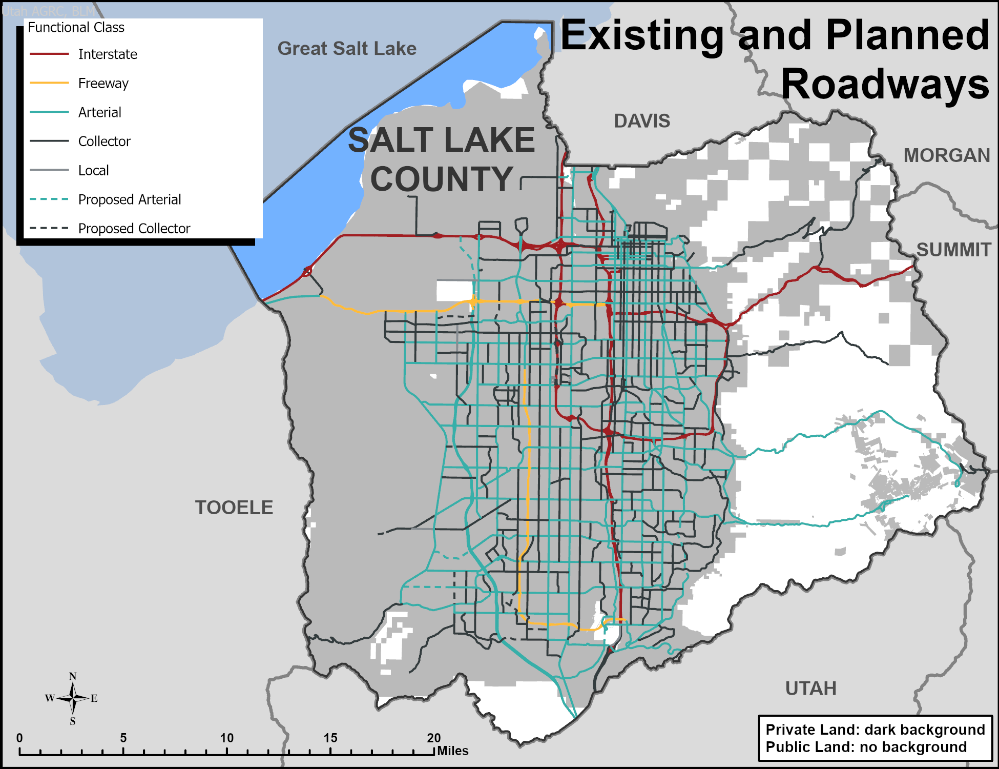 Utah AGRC, BLM
Existing and Planned
Roadways
Functional Class
Interstate
Freeway
Arterial
Collector
Local
Proposed Arterial
Proposed Collector
Great Salt Lake
DAVIS
SALT LAKE
COUNTY
MORGAN
SUMMIT
TOOELE
UTAH
N
W E
S
0 5 10 15 20
Miles
Private Land: dark background
Public Land: no background